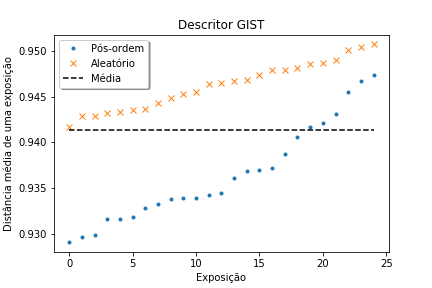 Descritor GIST
Pós-ordem
Aleatório
Média
Distância média de uma exposição
0.950
0.945
0.940
0.935
0.930
0
5
10
15
20
25
Exposição